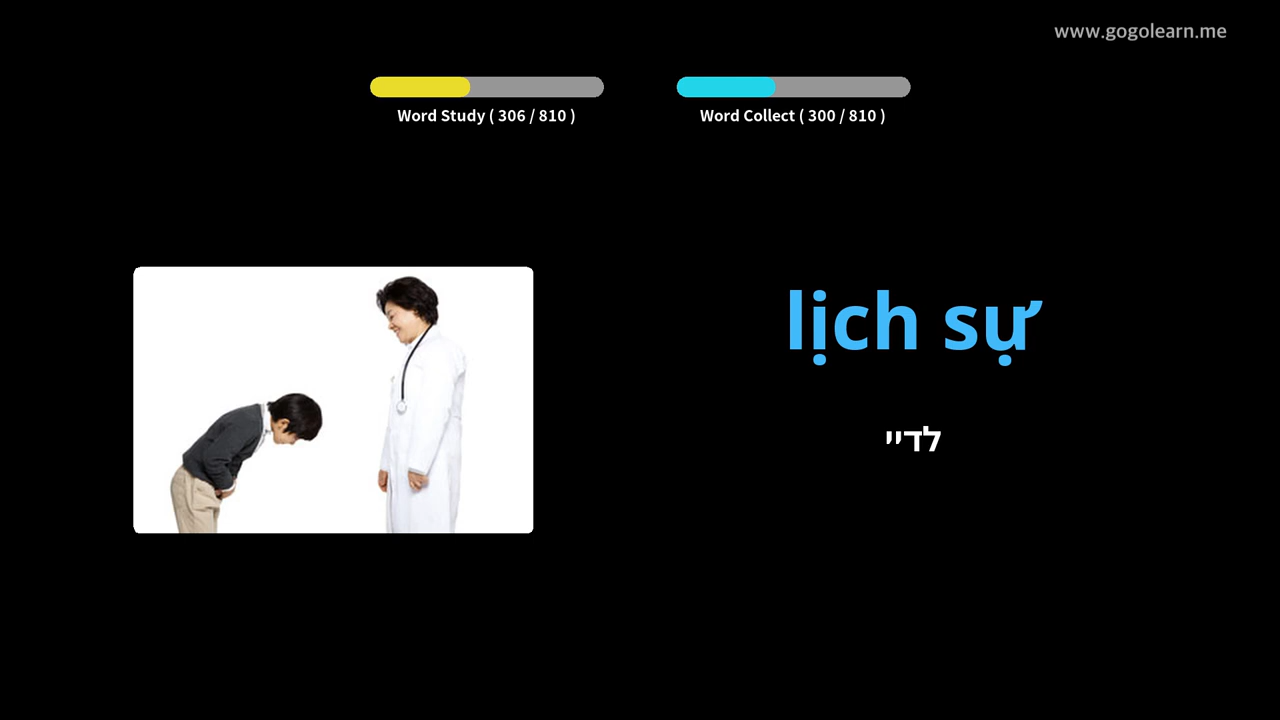 www.gogolearn.me
Word Study ( 306 / 810 )
Word Collect ( 300 / 810 )
lịch sự
לדיי